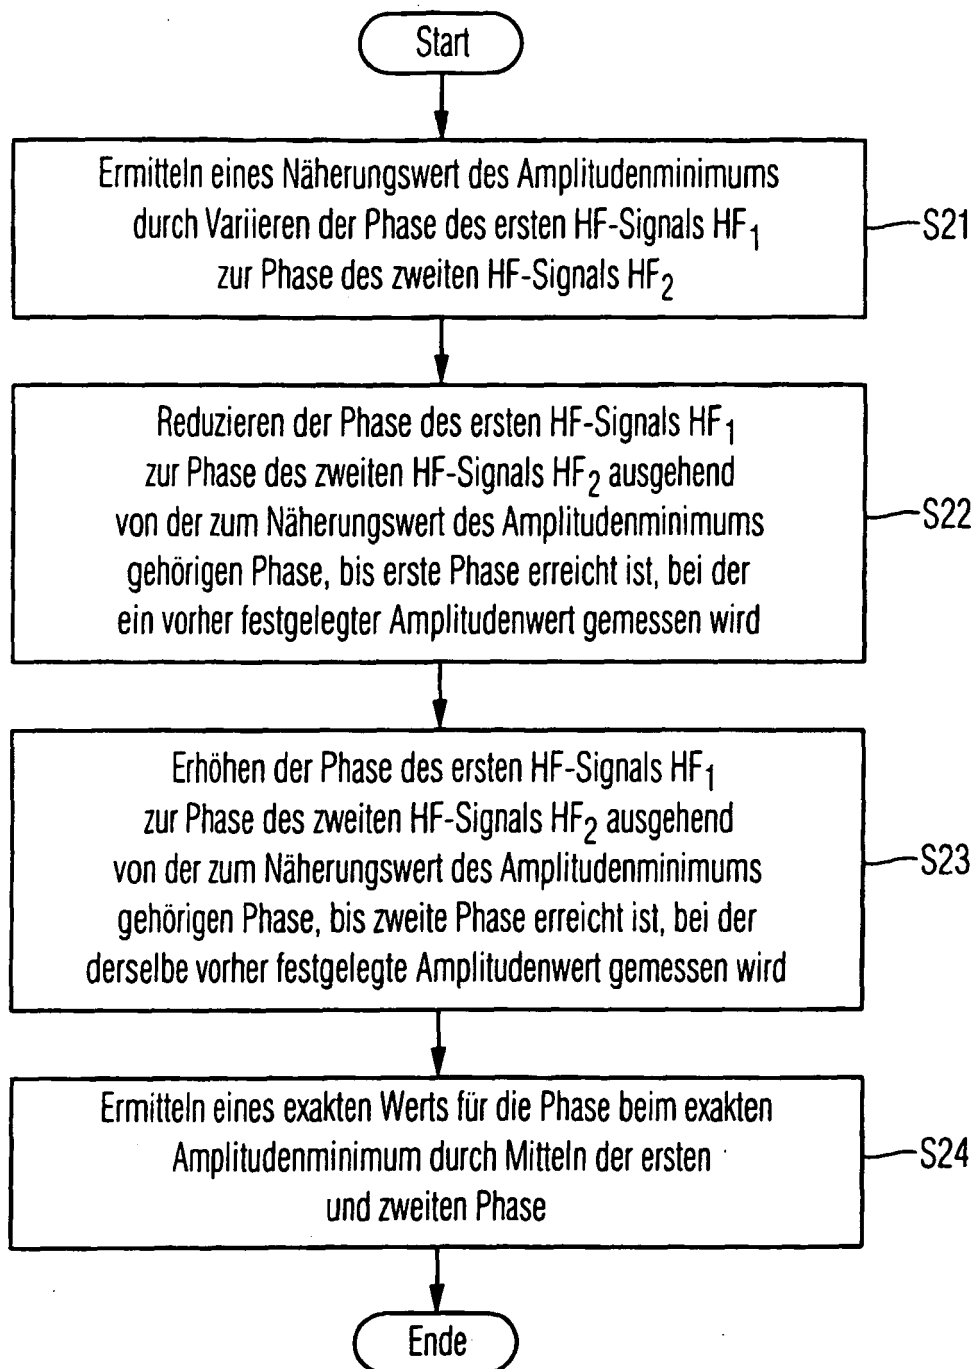 Start
Ermitteln eines Näherungswert des Amplitudenminimums
durch Variieren der Phase des ersten HF-Signals HF₁
zur Phase des zweiten HF-Signals HF₂
S21
Reduzieren der Phase des ersten HF-Signals HF₁
zur Phase des zweiten HF-Signals HF₂ ausgehend
von der zum Näherungswert des Amplitudenminimums
gehörigen Phase, bis erste Phase erreicht ist, bei der
ein vorher festgelegter Amplitudenwert gemessen wird
S22
Erhöhen der Phase des ersten HF-Signals HF₁
zur Phase des zweiten HF-Signals HF₂ ausgehend
von der zum Näherungswert des Amplitudenminimums
gehörigen Phase, bis zweite Phase erreicht ist, bei der
derselbe vorher festgelegte Amplitudenwert gemessen wird
S23
Ermitteln eines exakten Werts für die Phase beim exakten
Amplitudenminimum durch Mitteln der ersten
und zweiten Phase
S24
Ende